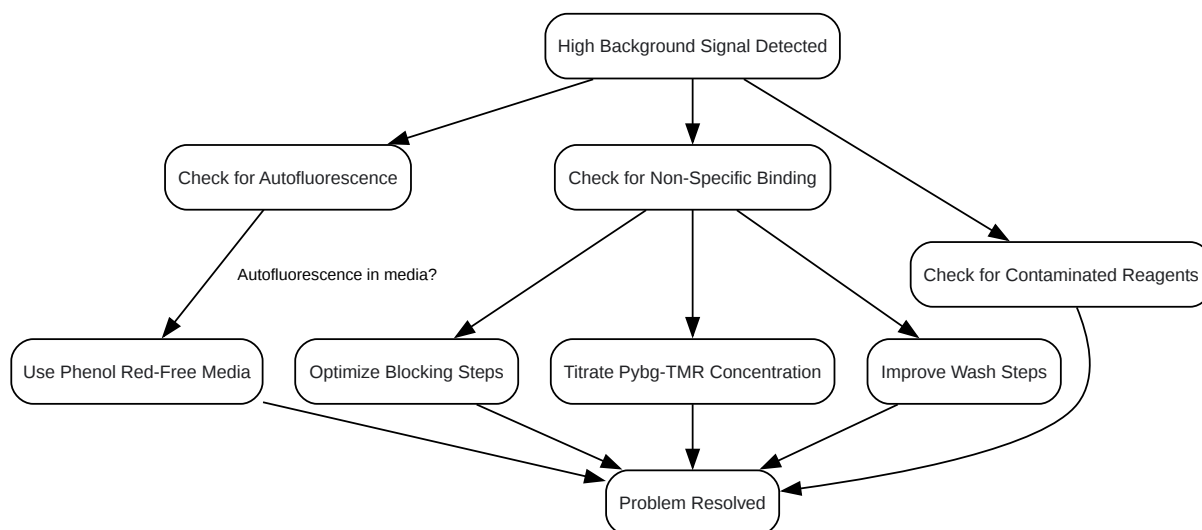 High Background Signal Detected
Check for Autofluorescence
Check for Non-Specific Binding
Check for Contaminated Reagents
Autofluorescence in media?
Use Phenol Red-Free Media
Optimize Blocking Steps
Titrate Pybg-TMR Concentration
Improve Wash Steps
Problem Resolved